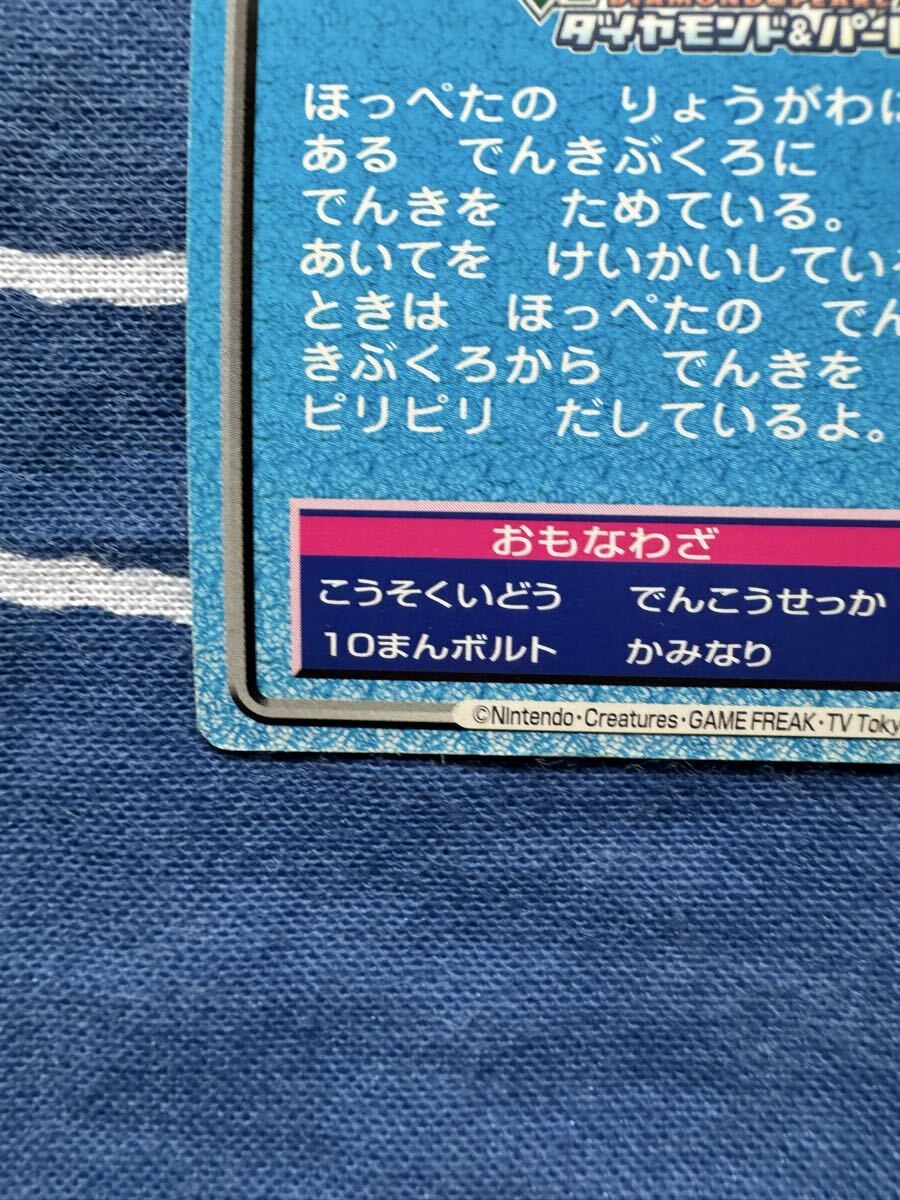 ダイヤモンド&パール
ほっぺたの　りょうがわに
ある　でんきぶくろに
でんきを　ためている。
あいてを　けいかいしている
ときは　ほっぺたの　でん
きぶくろから　でんきを
ピリピリ　だしているよ。
おもなわざ
こうそくいどう　でんこうせっか
10まんボルト　かみなり
©Nintendo・Creatures・GAME FREAK・TV Toky